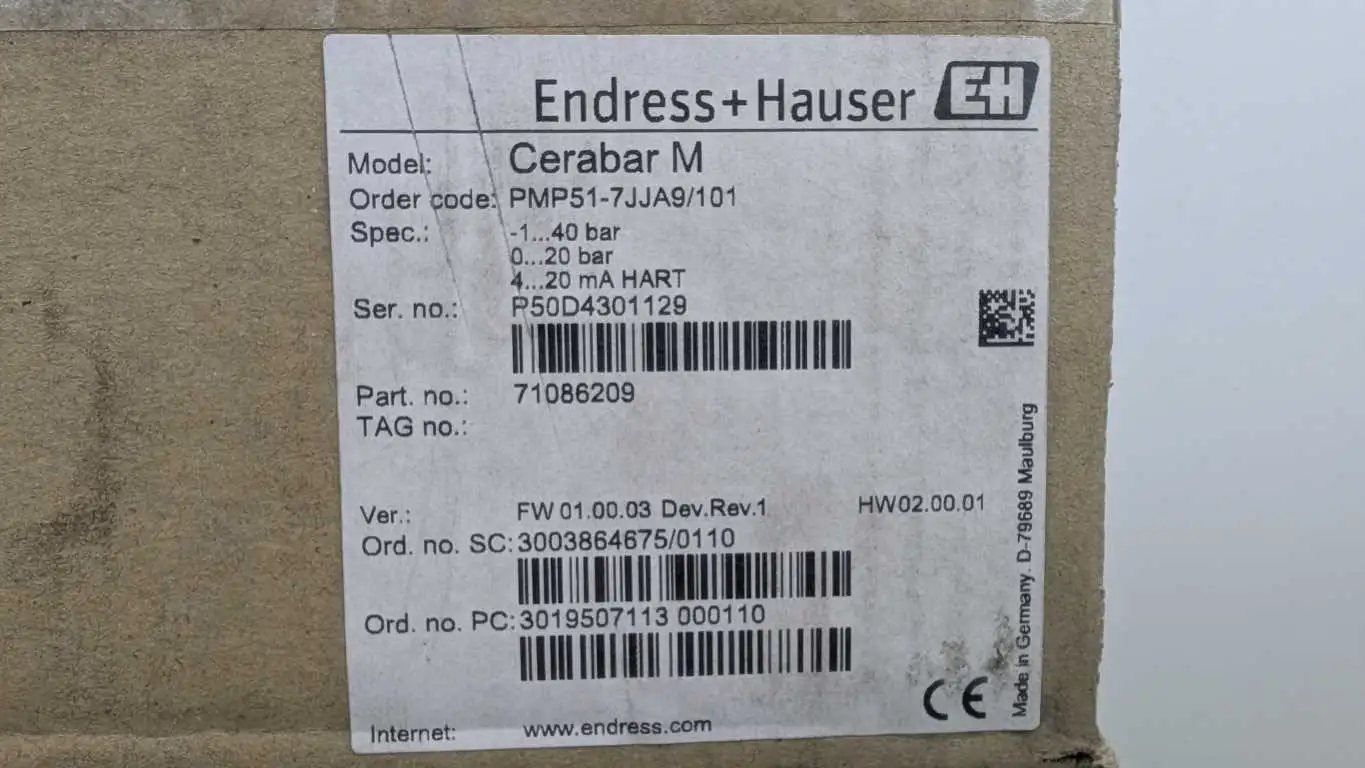 Endress+Hauser EH
Model: Cerabar M
Order code: PMP51-7JJA9/101
Spec.: -1...40 bar
0...20 bar
4...20 mA HART
Ser. no.: P50D4301129
Part. no.: 71086209
TAG no.:
Ver.: FW 01.00.03 Dev.Rev.1 HW02.00.01
Ord. no. SC: 3003864675/0110
Ord. no. PC: 3019507113 000110
Internet: www.endress.com
CE
Made in Germany. D-79689 Maulburg